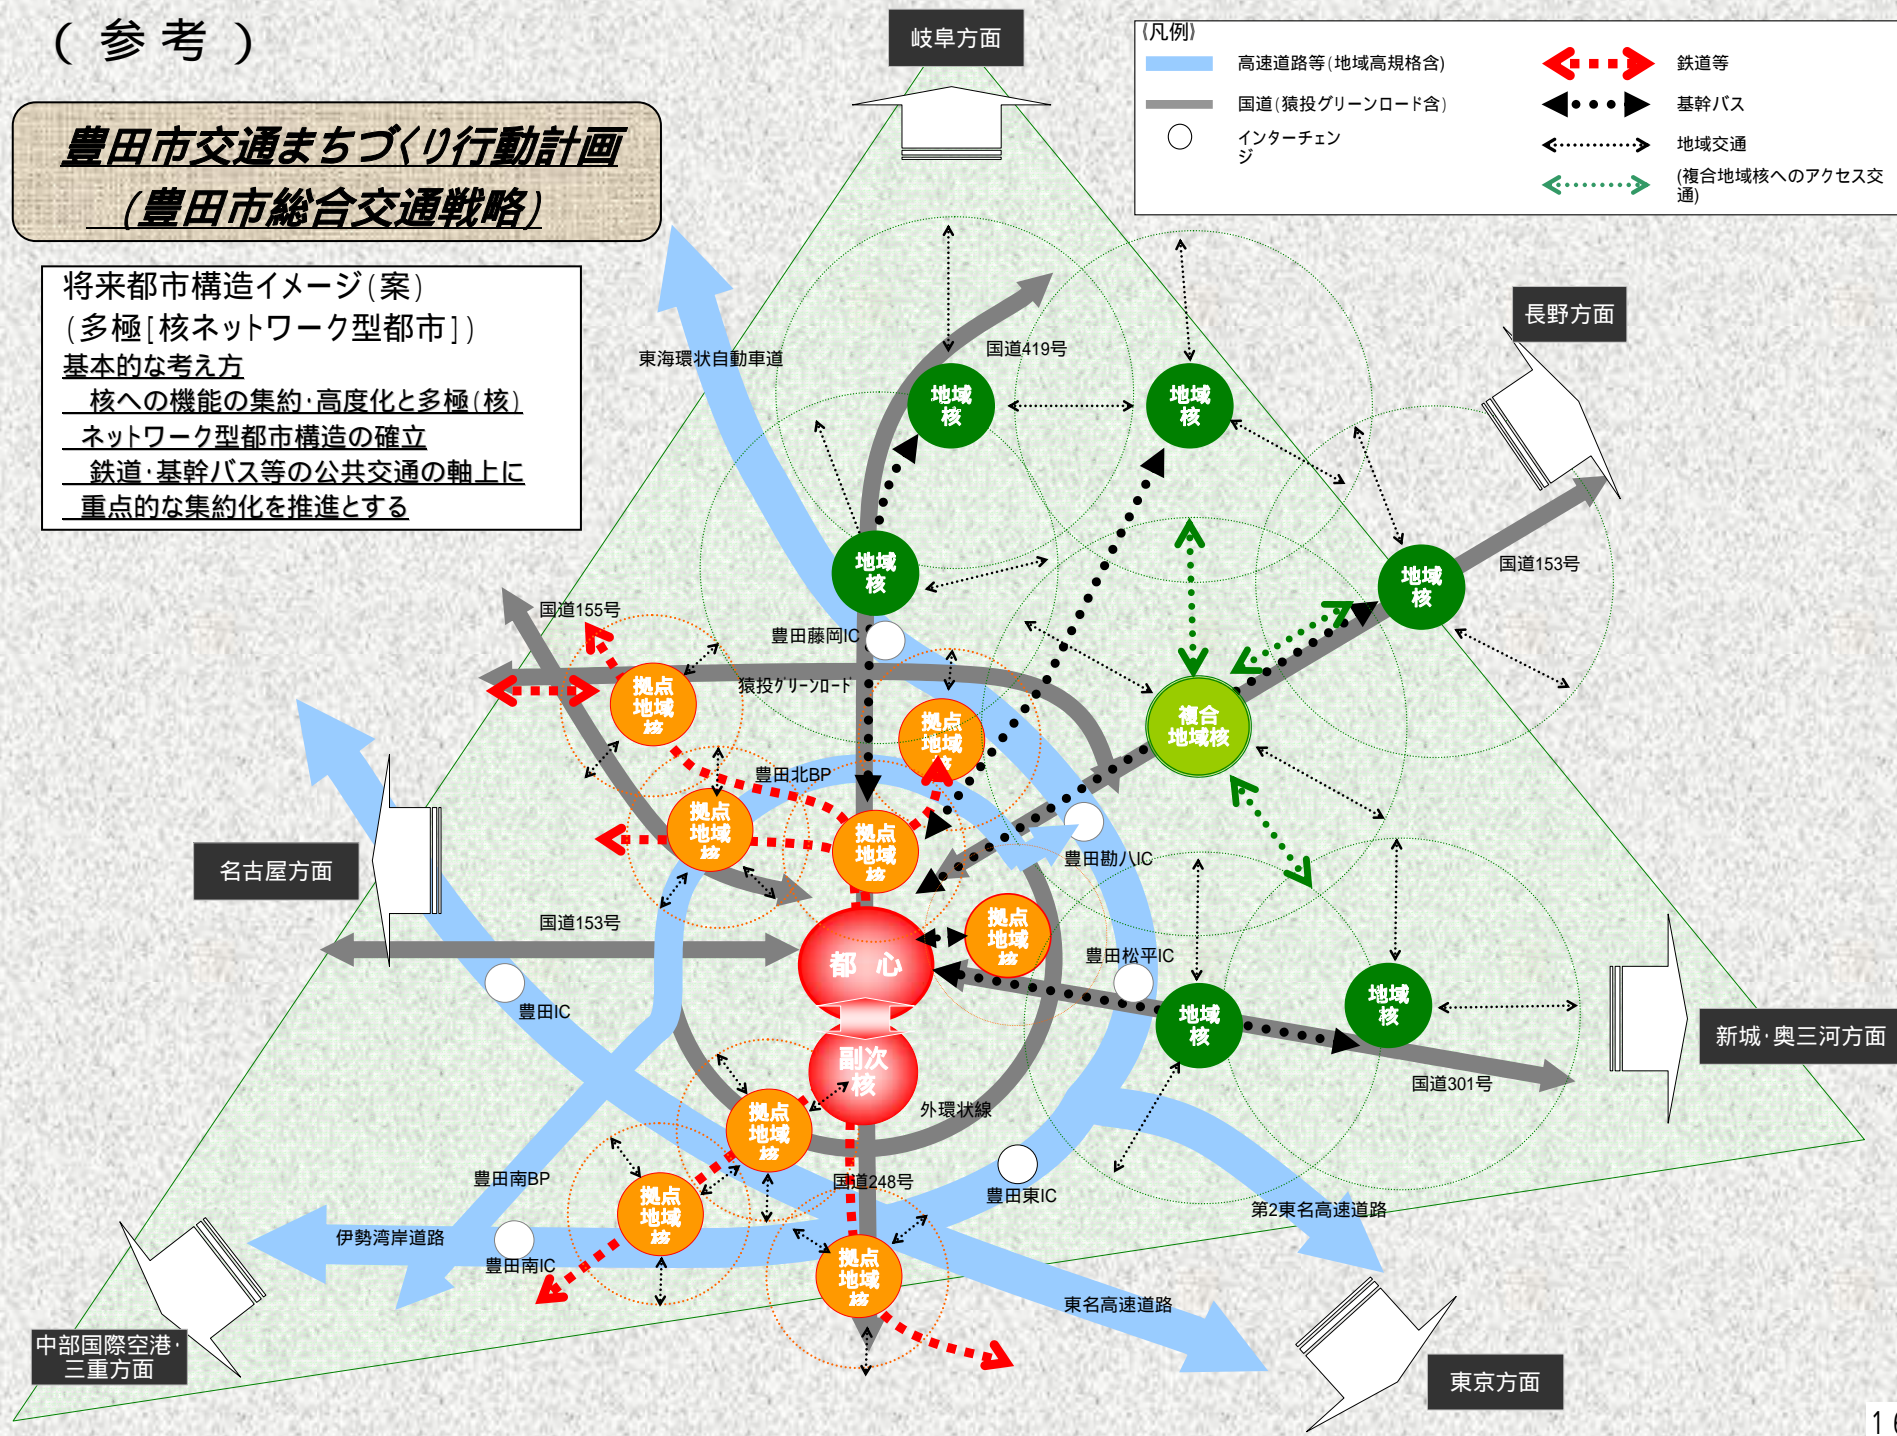 (参考)
豊田市交通まちづくり行動計画
(豊田市総合交通戦略)
将来都市構造イメージ(案)
(多極[核ネットワーク型都市])
基本的な考え方
核への機能の集約・高度化と多極(核)
ネットワーク型都市構造の確立
鉄道・基幹バス等の公共交通の軸上に
重点的な集約化を推進とする
(凡例)
高速道路等(地域高規格含)
国道(猿投グリーンロード含)
インターチェン
ジ
鉄道等
基幹バス
地域交通
(複合地域核へのアクセス交
通)
岐阜方面
長野方面
東海環状自動車道
国道419号
地域
核
地域
核
地域
核
地域
核
国道153号
国道155号
豊田藤岡IC
猿投グリーンロード
拠点
地域
核
拠点
地域
核
複合
地域核
豊田北BP
拠点
地域
核
拠点
地域
核
豊田勘八IC
名古屋方面
国道153号
拠点
地域
核
都 心
豊田松平IC
豊田IC
地域
核
地域
核
新城・奥三河方面
副次
核
国道301号
外環状線
拠点
地域
核
豊田南BP
国道248号
豊田東IC
拠点
地域
核
第2東名高速道路
伊勢湾岸道路
豊田南IC
拠点
地域
核
東名高速道路
中部国際空港・
三重方面
東京方面